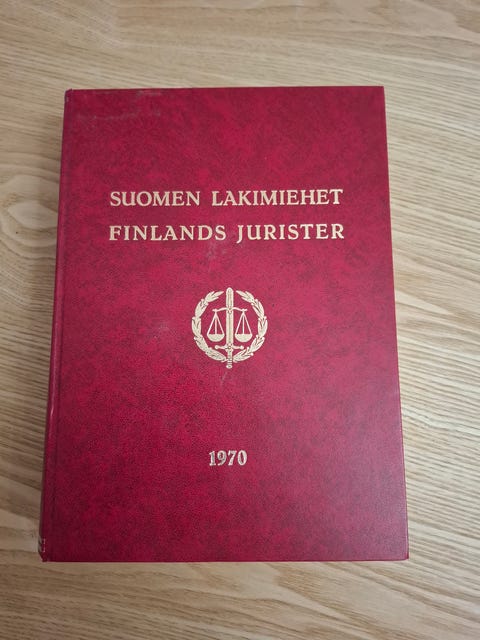 SUOMEN LAKIMIEHET
FINLANDS JURISTER
1970